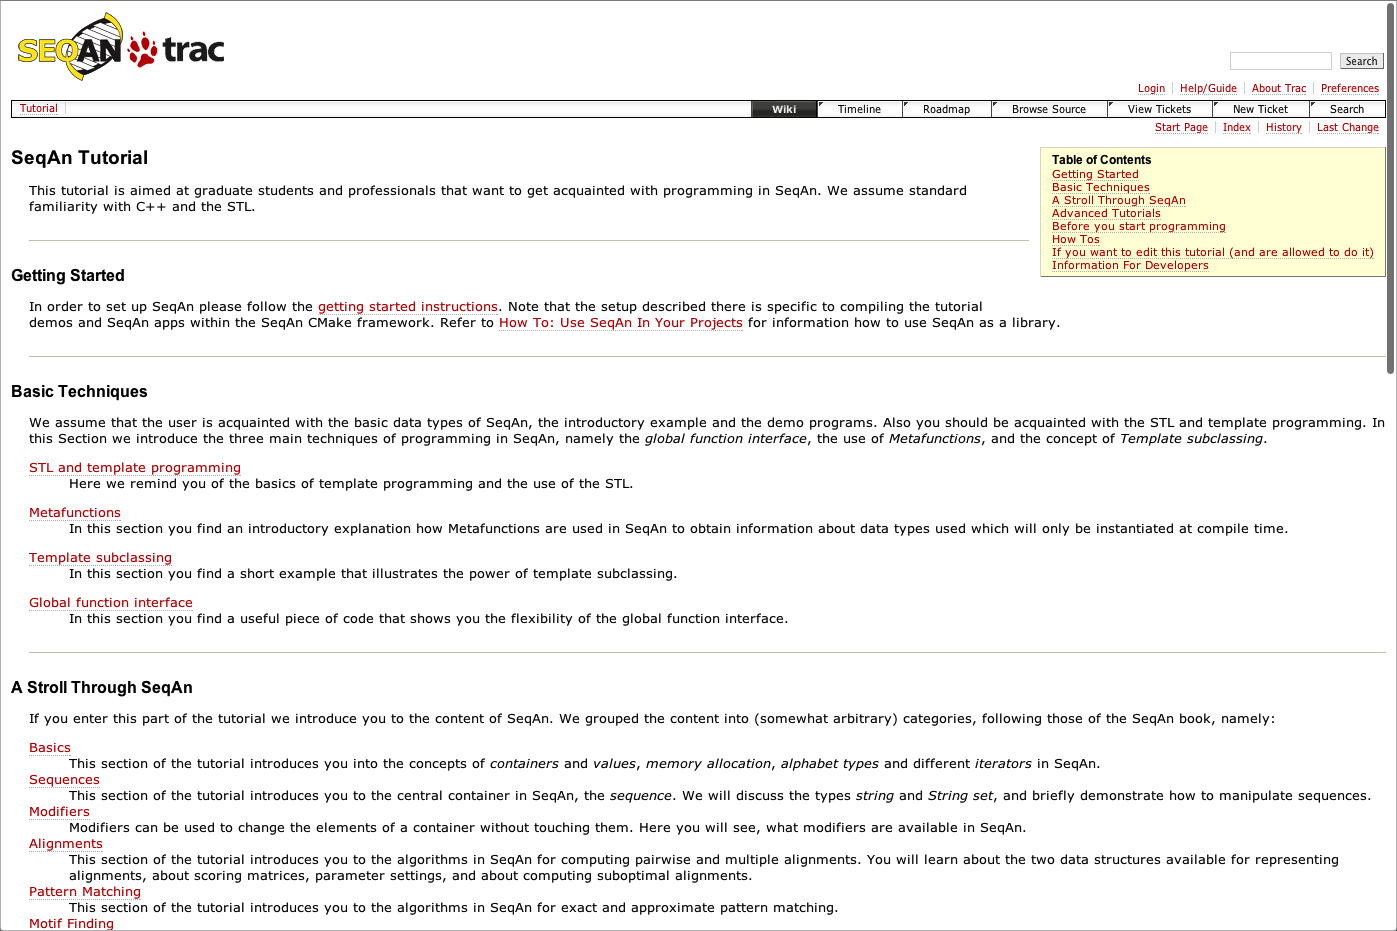 SEQAN trac
Search
Login Help/Guide About Trac Preferences
Tutorial Wiki Timeline Roadmap Browse Source View Tickets New Ticket Search
Start Page Index History Last Change
SeqAn Tutorial
This tutorial is aimed at graduate students and professionals that want to get acquainted with programming in SeqAn. We assume standard
familiarity with C++ and the STL.
Table of Contents
Getting Started
Basic Techniques
A Stroll Through SeqAn
Advanced Tutorials
Before you start programming
How Tos
If you want to edit this tutorial (and are allowed to do it)
Information For Developers
Getting Started
In order to set up SeqAn please follow the getting started instructions. Note that the setup described there is specific to compiling the tutorial
demos and SeqAn apps within the SeqAn CMake framework. Refer to How To: Use SeqAn In Your Projects for information how to use SeqAn as a library.
Basic Techniques
We assume that the user is acquainted with the basic data types of SeqAn, the introductory example and the demo programs. Also you should be acquainted with the STL and template programming. In
this Section we introduce the three main techniques of programming in SeqAn, namely the global function interface, the use of Metafunctions, and the concept of Template subclassing.
STL and template programming
Here we remind you of the basics of template programming and the use of the STL.
Metafunctions
In this section you find an introductory explanation how Metafunctions are used in SeqAn to obtain information about data types used which will only be instantiated at compile time.
Template subclassing
In this section you find a short example that illustrates the power of template subclassing.
Global function interface
In this section you find a useful piece of code that shows you the flexibility of the global function interface.
A Stroll Through SeqAn
If you enter this part of the tutorial we introduce you to the content of SeqAn. We grouped the content into (somewhat arbitrary) categories, following those of the SeqAn book, namely:
Basics
This section of the tutorial introduces you into the concepts of containers and values, memory allocation, alphabet types and different iterators in SeqAn.
Sequences
This section of the tutorial introduces you to the central container in SeqAn, the sequence. We will discuss the types string and String set, and briefly demonstrate how to manipulate sequences.
Modifiers
Modifiers can be used to change the elements of a container without touching them. Here you will see, what modifiers are available in SeqAn.
Alignments
This section of the tutorial introduces you to the algorithms in SeqAn for computing pairwise and multiple alignments. You will learn about the two data structures available for representing
alignments, about scoring matrices, parameter settings, and about computing suboptimal alignments.
Pattern Matching
This section of the tutorial introduces you to the algorithms in SeqAn for exact and approximate pattern matching.
Motif Finding